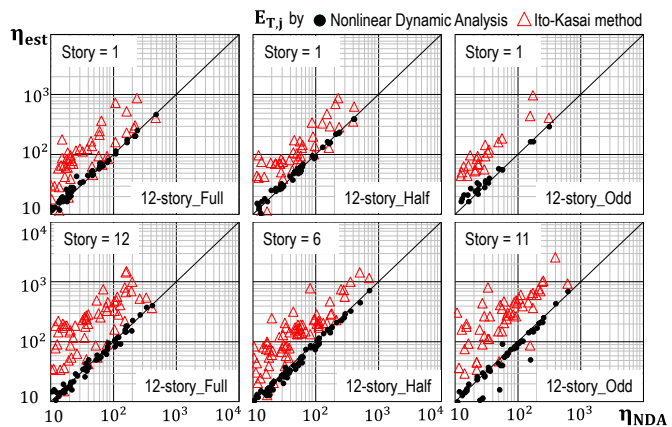 E_T,j by ● Nonlinear Dynamic Analysis △ Ito-Kasai method
η_est
Story = 1
Story = 1
Story = 1
10^3
10^2
10
12-story_Full
12-story_Half
12-story_Odd
10^4
Story = 12
Story = 6
Story = 11
10^3
10^2
10
12-story_Full
12-story_Half
12-story_Odd
10 10^2 10^3 10^4 10 10^2 10^3 10^4 10 10^2 10^3 10^4
η_NDA